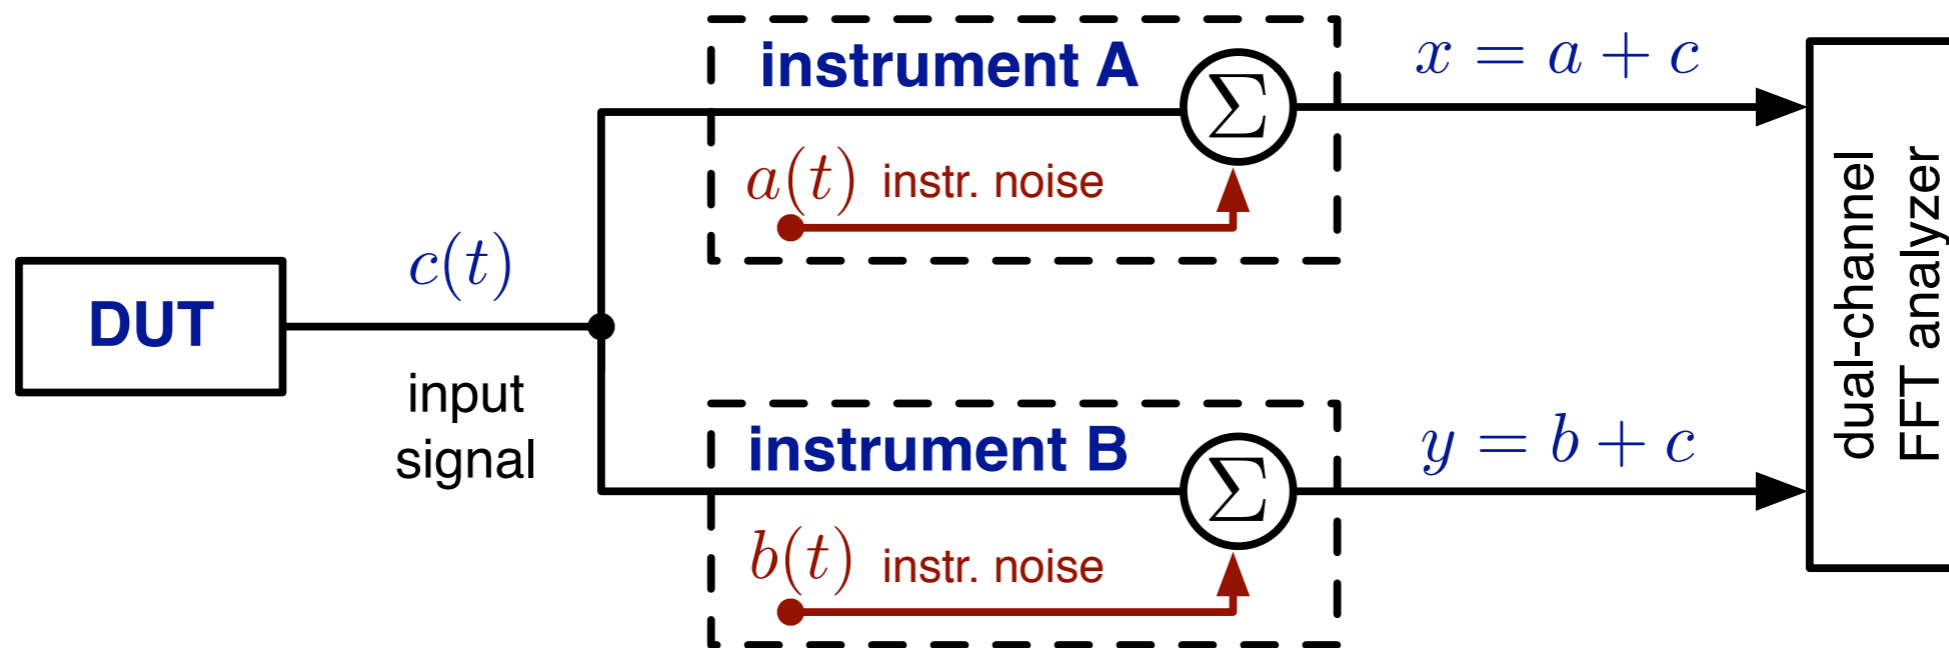 instrument A
Σ
x = a + c
a(t) instr. noise
DUT
c(t)
input
signal
instrument B
Σ
y = b + c
b(t) instr. noise
dual-channel
FFT analyzer